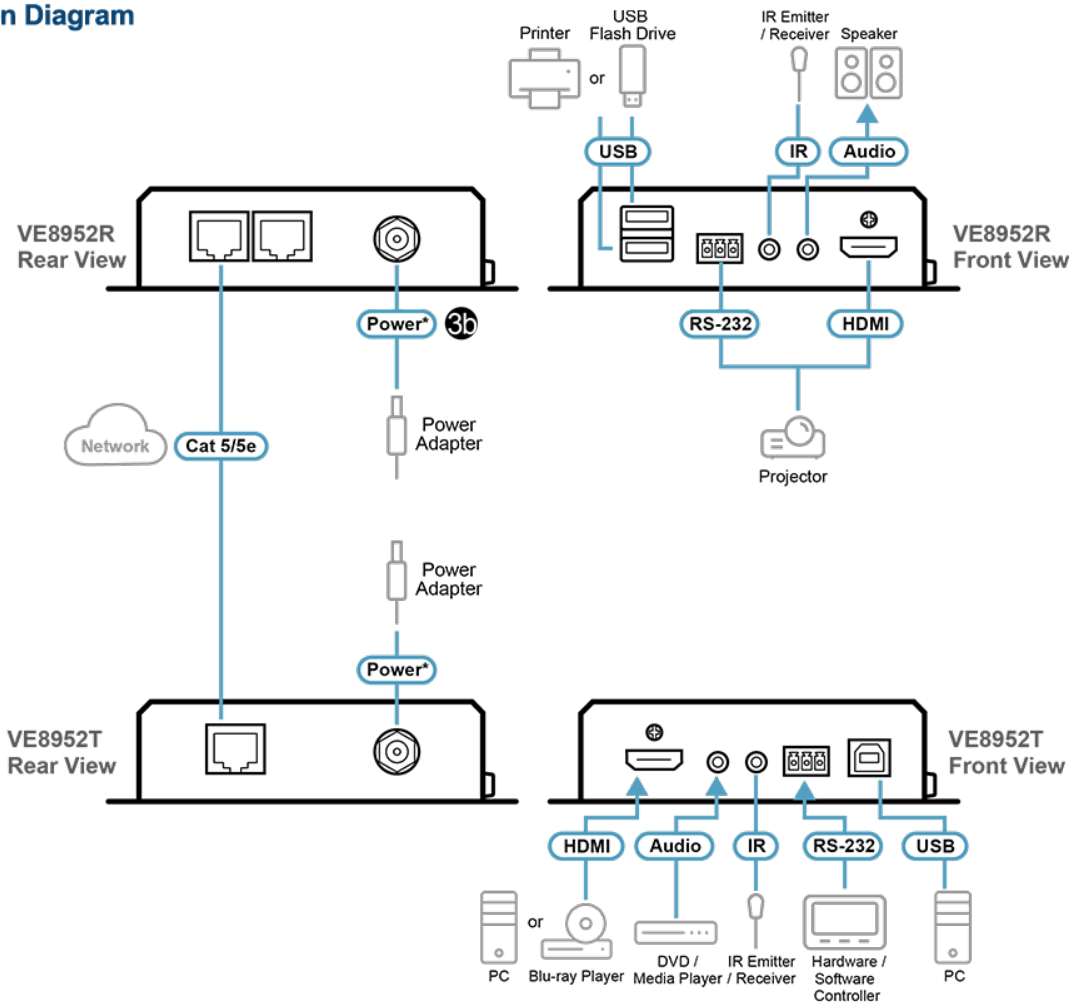 n Diagram
Printer
or
USB
Flash Drive
IR Emitter
/ Receiver
Speaker
USB
IR
Audio
VE8952R
Rear View
VE8952R
Front View
Power*
3b
RS-232
HDMI
Network
Cat 5/5e
Power
Adapter
Projector
Power
Adapter
Power*
VE8952T
Rear View
VE8952T
Front View
HDMI
Audio
IR
RS-232
USB
or
PC
Blu-ray Player
DVD /
Media Player
IR Emitter
/ Receiver
Hardware /
Software
Controller
PC